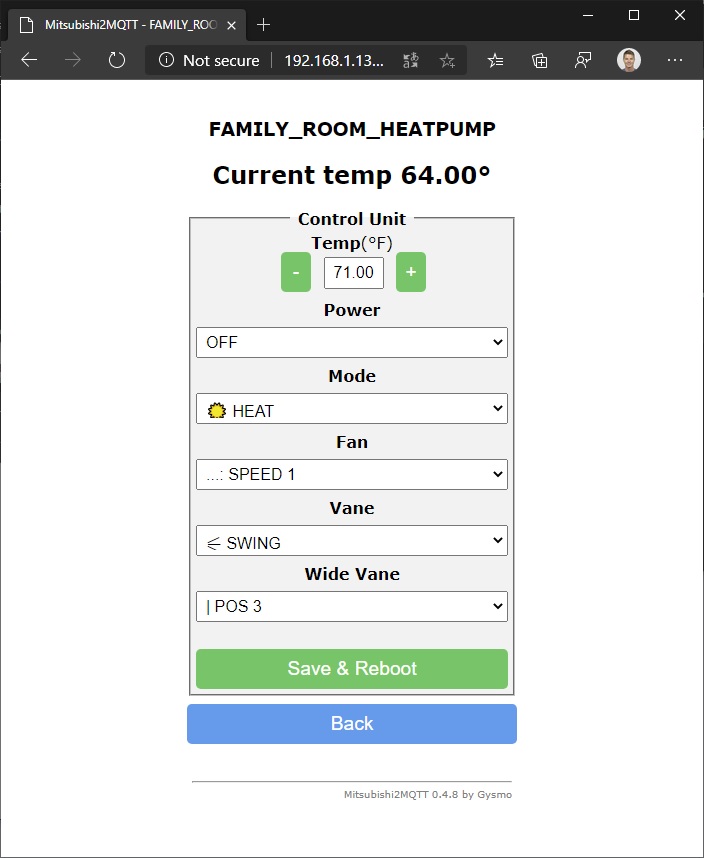 Mitsubishi2MQTT - FAMILY_ROO
Not secure 192.168.1.13...
FAMILY_ROOM_HEATPUMP
Current temp 64.00°
Control Unit
Temp(°F)
- 71.00 +
Power
OFF
Mode
HEAT
Fan
...: SPEED 1
Vane
SWING
Wide Vane
| POS 3
Save & Reboot
Back
Mitsubishi2MQTT 0.4.8 by Gysmo